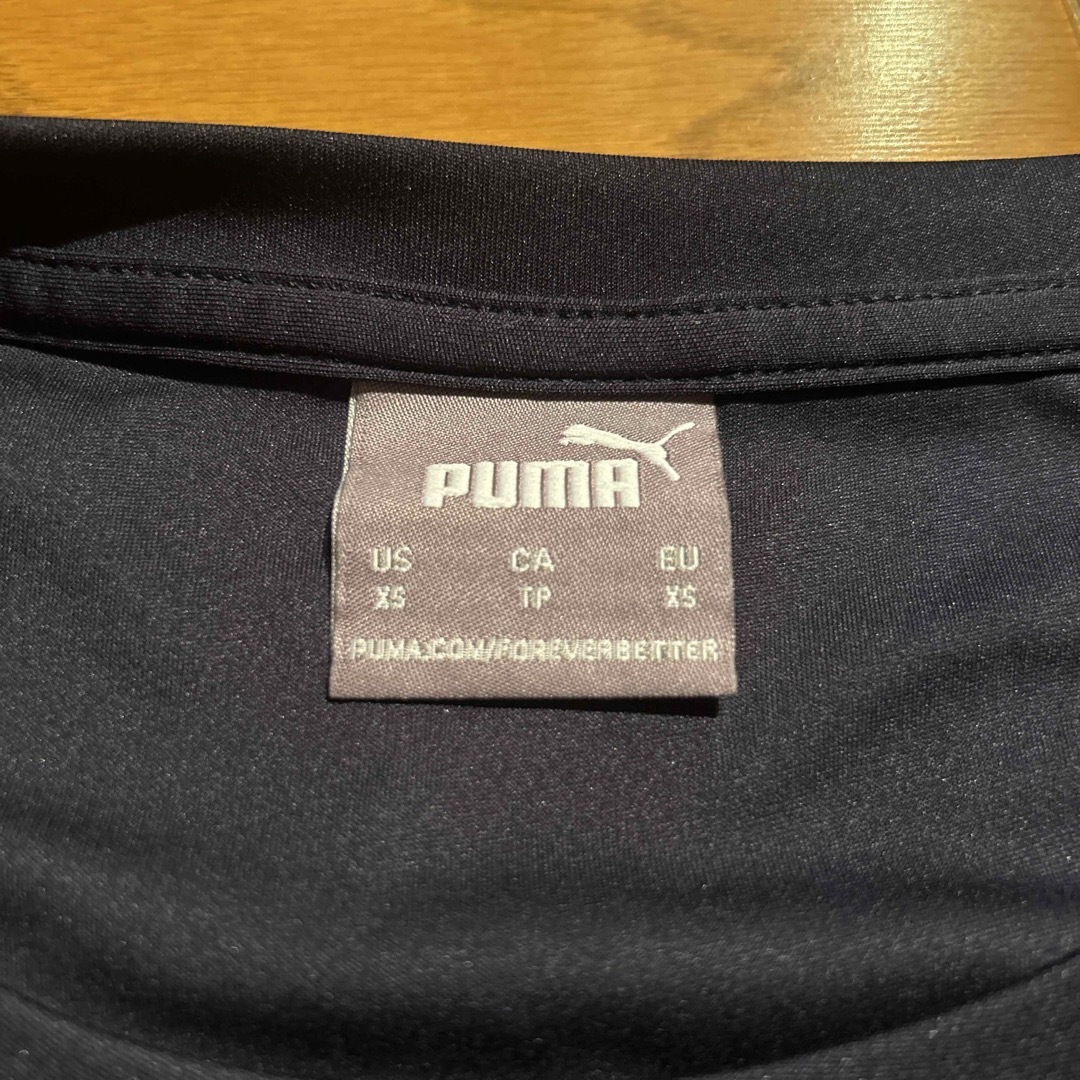 PUMA
US CA EU
XS TP XS
PUMA.COM/FOREVERBETTER